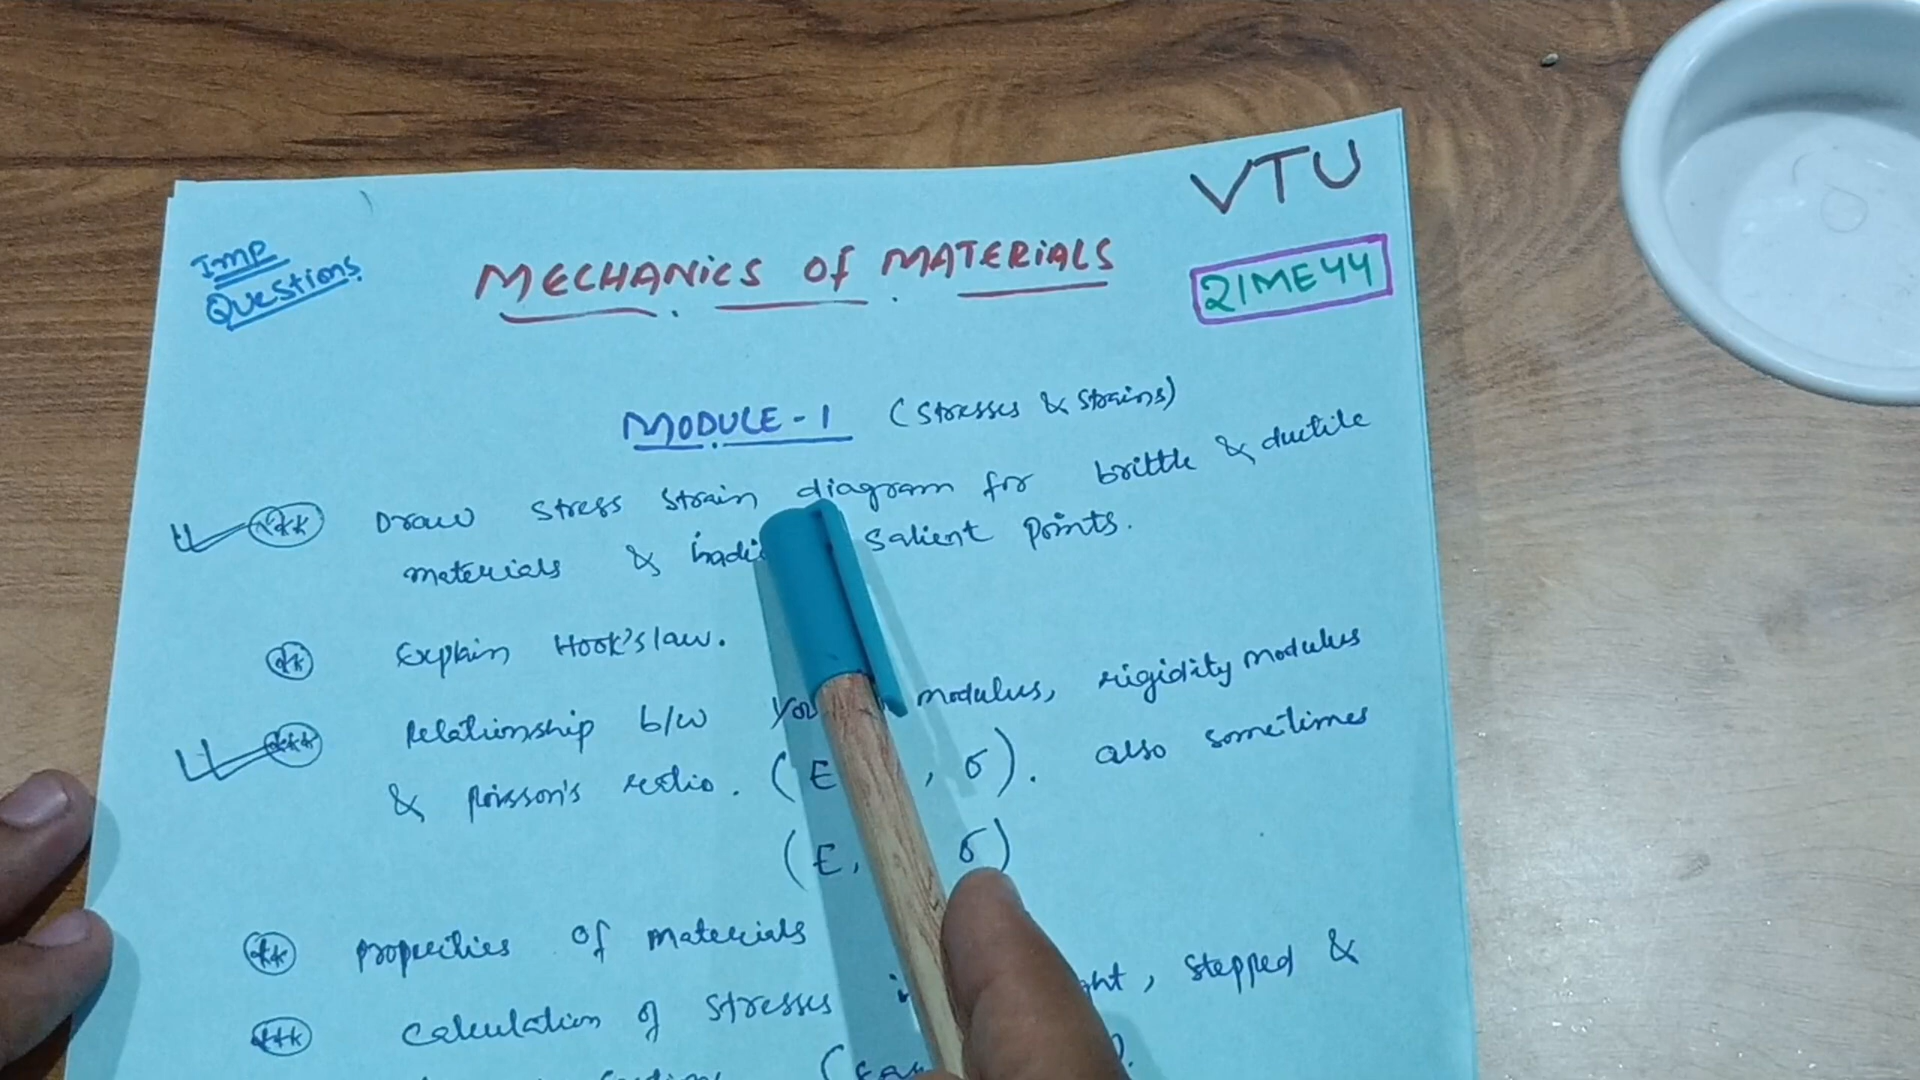 VTU
Imp
Questions
MECHANICS OF MATERIALS
21ME44
MODULE - 1 (Stresses & Strains)
** Draw stress strain diagram for brittle & ductile
materials & salient points.
** Explain Hook's law.
*** Relationship b/w modulus, rigidity modulus
& Poisson's ratio. (E , σ). also sometimes
(E, σ)
** properties of materials
*** calculation of stresses , stepped &